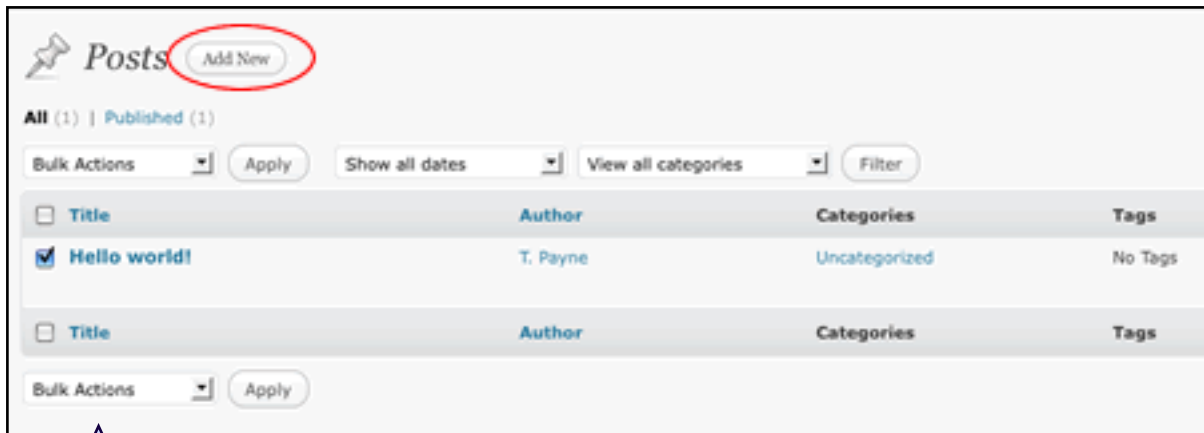 Posts Add New
All (1) | Published (1)
Bulk Actions Apply Show all dates View all categories Filter
Title Author Categories Tags
Hello world! T. Payne Uncategorized No Tags
Title Author Categories Tags
Bulk Actions Apply